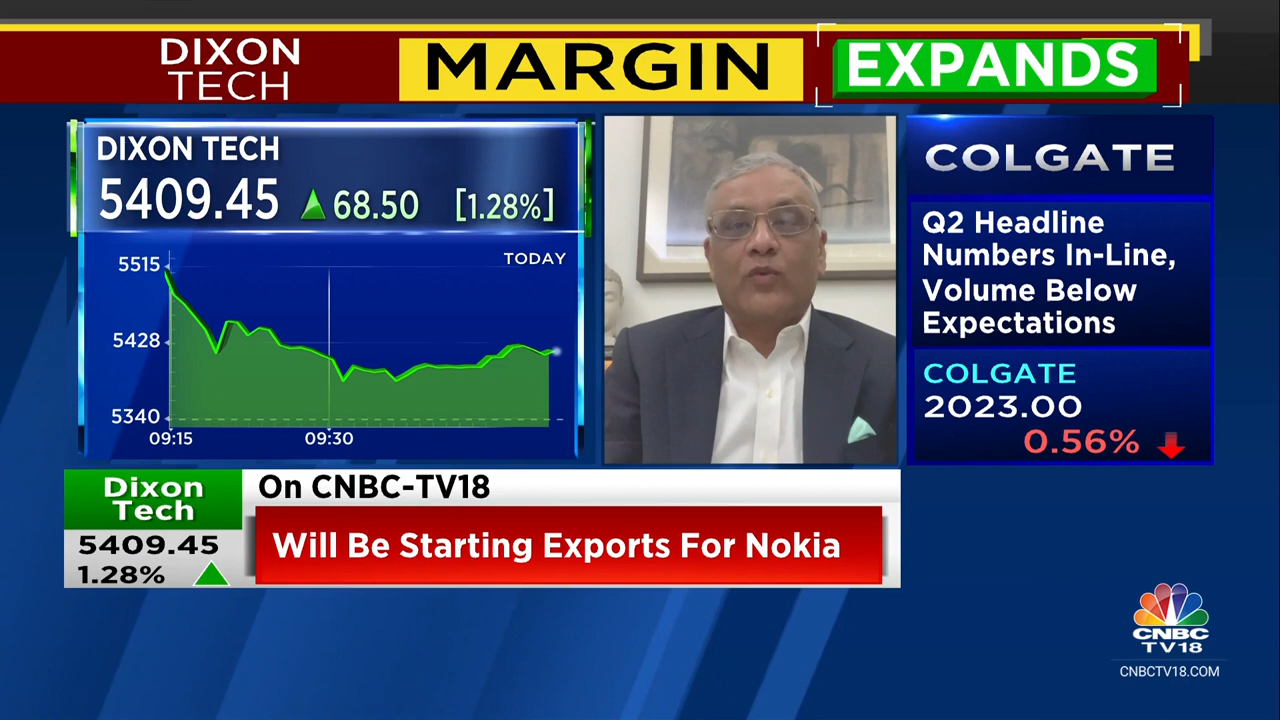 DIXON
TECH
MARGIN
EXPANDS
DIXON TECH
5409.45 ▲ 68.50 [1.28%]
TODAY
5515
5428
5340
09:15 09:30
COLGATE
Q2 Headline
Numbers In-Line,
Volume Below
Expectations
COLGATE
2023.00
0.56%
Dixon
Tech
5409.45
1.28%
On CNBC-TV18
Will Be Starting Exports For Nokia
CNBC
TV18
CNBCTV18.COM